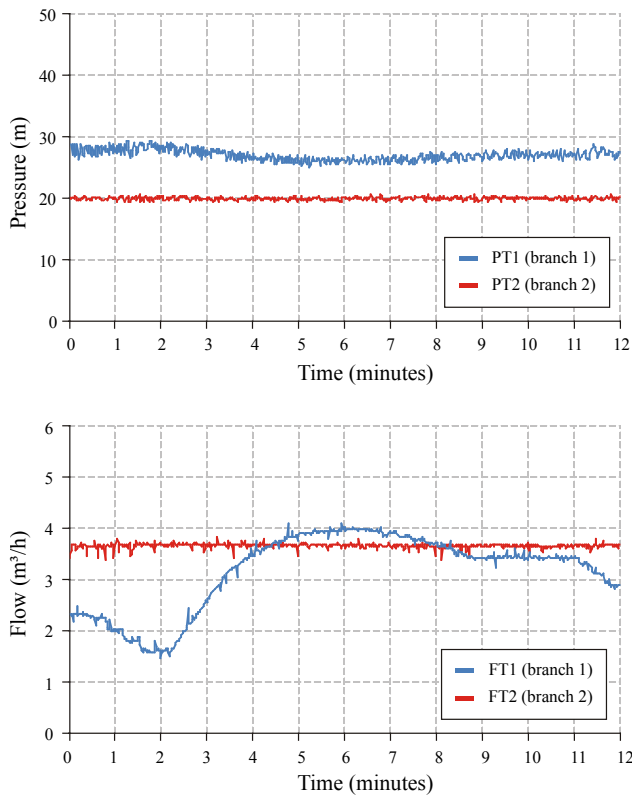 50
40
30
20
10
0
Pressure (m)
PT1 (branch 1)
PT2 (branch 2)
0 1 2 3 4 5 6 7 8 9 10 11 12
Time (minutes)
6
5
4
3
2
1
0
Flow (m³/h)
FT1 (branch 1)
FT2 (branch 2)
0 1 2 3 4 5 6 7 8 9 10 11 12
Time (minutes)